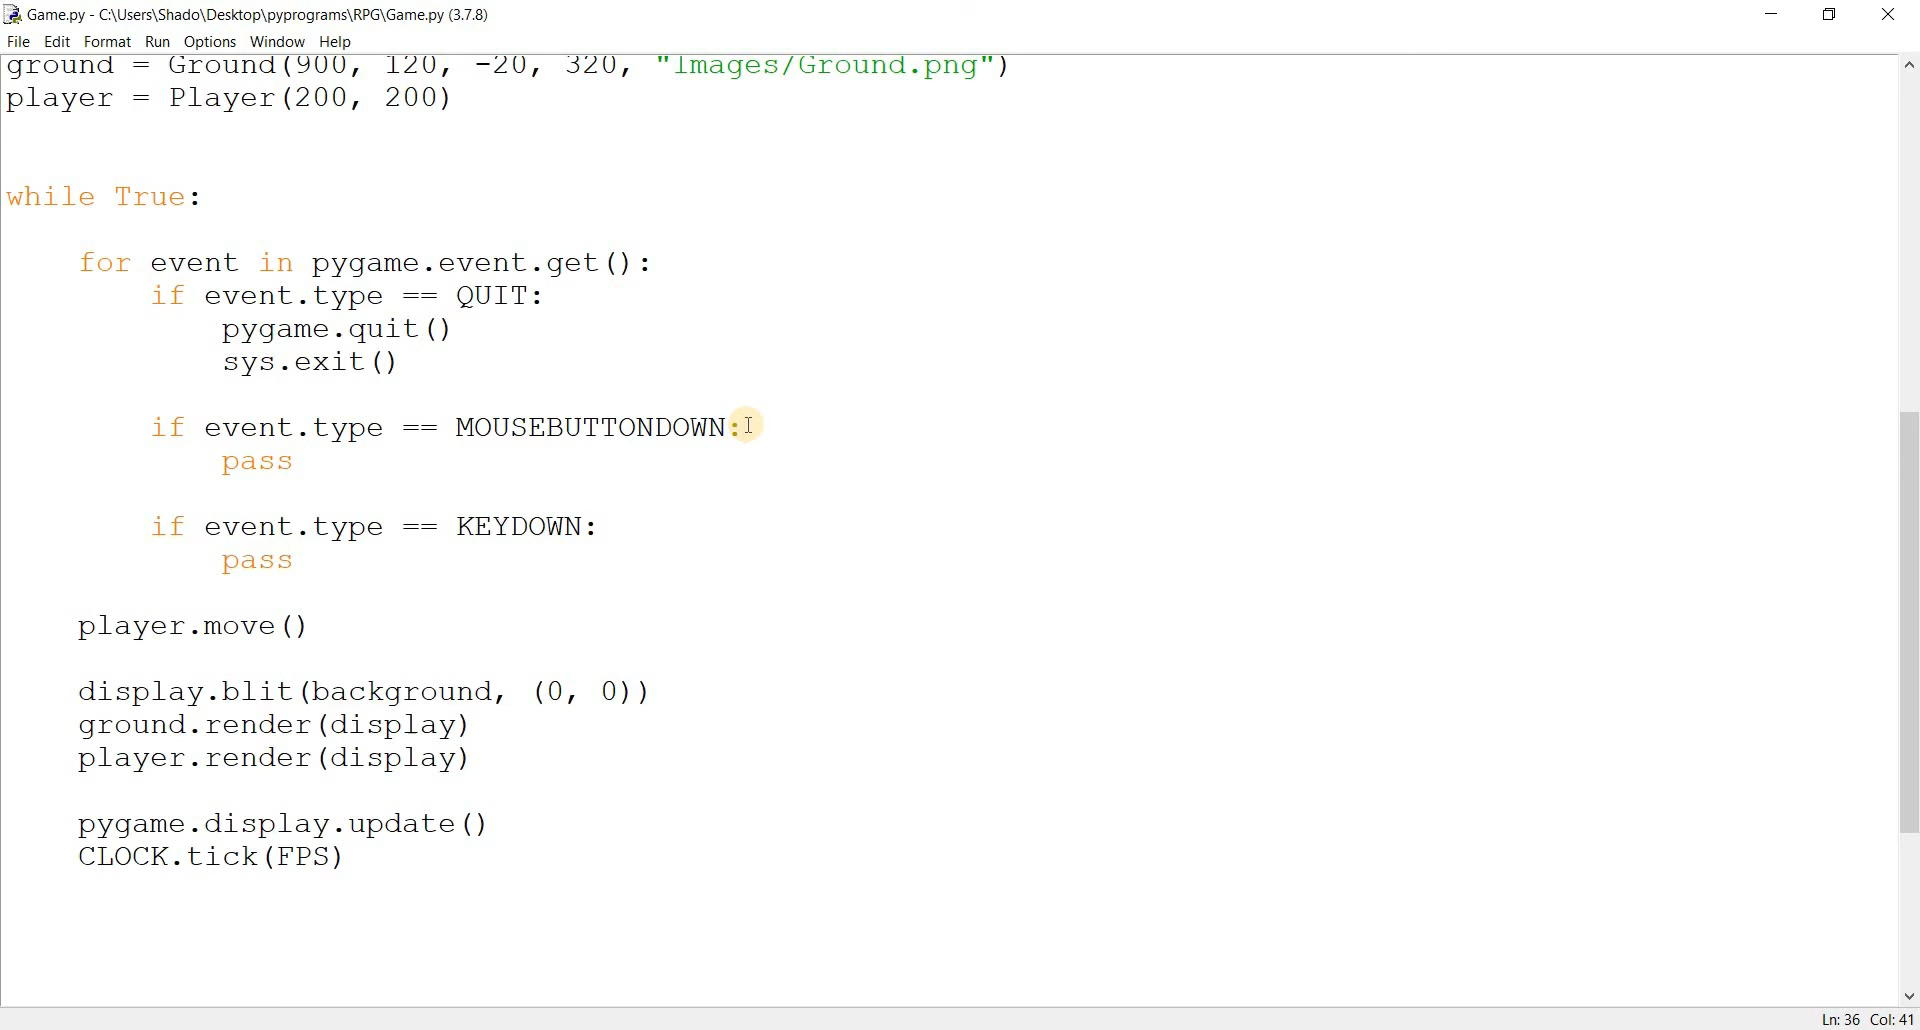 Game.py - C:\Users\Shado\Desktop\pyprograms\RPG\Game.py (3.7.8)
File Edit Format Run Options Window Help
ground = Ground(900, 120, -20, 320, "Images/Ground.png")
player = Player(200, 200)
while True:
    for event in pygame.event.get():
        if event.type == QUIT:
            pygame.quit()
            sys.exit()
        if event.type == MOUSEBUTTONDOWN:
            pass
        if event.type == KEYDOWN:
            pass
    player.move()
    display.blit(background, (0, 0))
    ground.render(display)
    player.render(display)
    pygame.display.update()
    CLOCK.tick(FPS)
Ln: 36 Col: 41